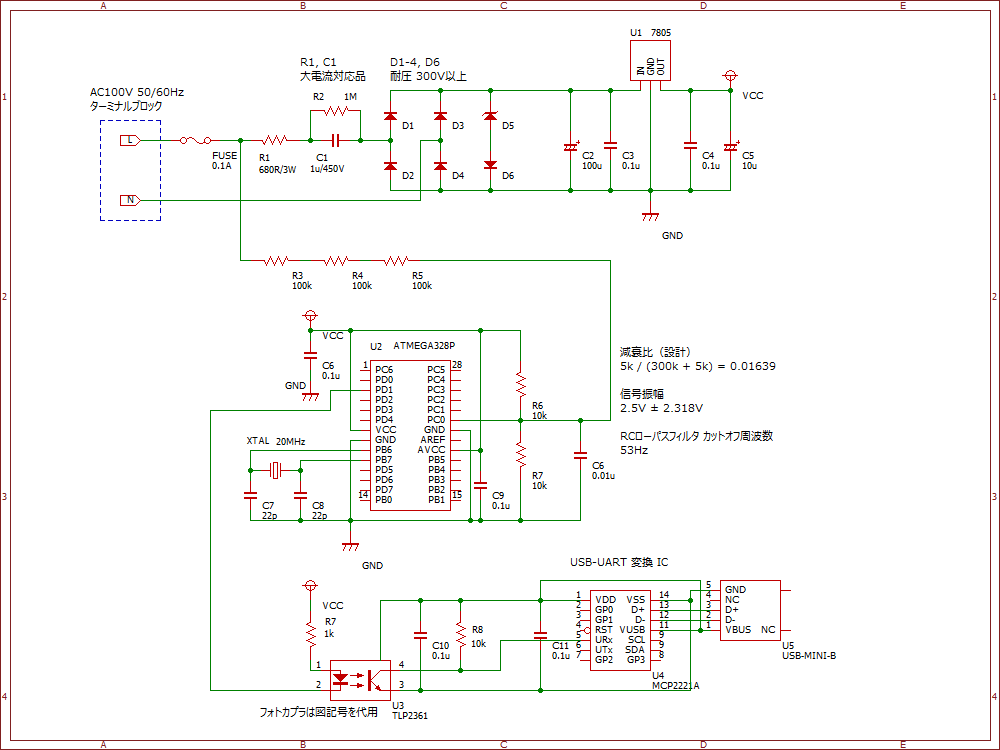 A B C D E
1
2
3
4
1
2
3
4
A B C D E
AC100V 50/60Hz
ターミナルブロック
L
N
FUSE
0.1A
R1, C1
大電流対応品
R2 1M
R1
680R/3W
C1
1u/450V
D1-4, D6
耐圧 300V以上
D1
D2
D3
D4
D5
D6
U1 7805
IN
GND
OUT
VCC
C2
100u
C3
0.1u
C4
0.1u
C5
10u
GND
R3
100k
R4
100k
R5
100k
VCC
C6
0.1u
GND
U2 ATMEGA328P
1 PC6
PD0
PD1
PD2
PD3
PD4
VCC
GND
PB6
PB7
PD5
PD6
PD7
14 PB0
PC5 28
PC4
PC3
PC2
PC1
PC0
GND
AREF
AVCC
PB5
PB4
PB3
PB2
PB1 15
XTAL 20MHz
C7
22p
C8
22p
GND
C9
0.1u
R6
10k
R7
10k
C6
0.01u
減衰比（設計）
5k / (300k + 5k) = 0.01639
信号振幅
2.5V ± 2.318V
RCローパスフィルタ カットオフ周波数
53Hz
VCC
R7
1k
1
2
4
3
U3
TLP2361
フォトカプラは図記号を代用
C10
0.1u
R8
10k
C11
0.1u
USB-UART 変換 IC
1 VDD
2 GP0
3 GP1
4 RST
5 URx
6 UTx
7 GP2
VSS 14
D+ 13
D- 12
VUSB 11
SCL 9
SDA 9
GP3 8
U4
MCP2221A
5 GND
4 NC
3 D+
2 D-
1 VBUS NC
U5
USB-MINI-B